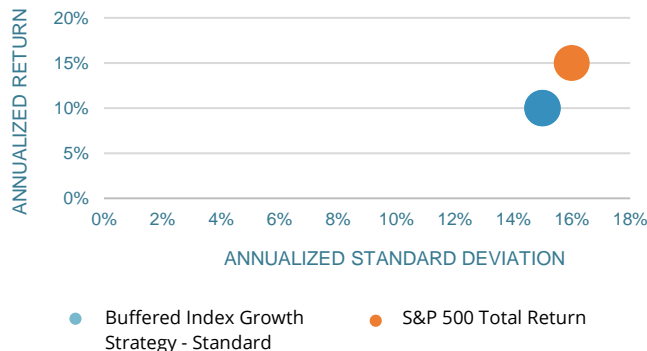 ANNUALIZED RETURN
20%
15%
10%
5%
0%
0% 2% 4% 6% 8% 10% 12% 14% 16% 18%
ANNUALIZED STANDARD DEVIATION
Buffered Index Growth
Strategy - Standard
S&P 500 Total Return